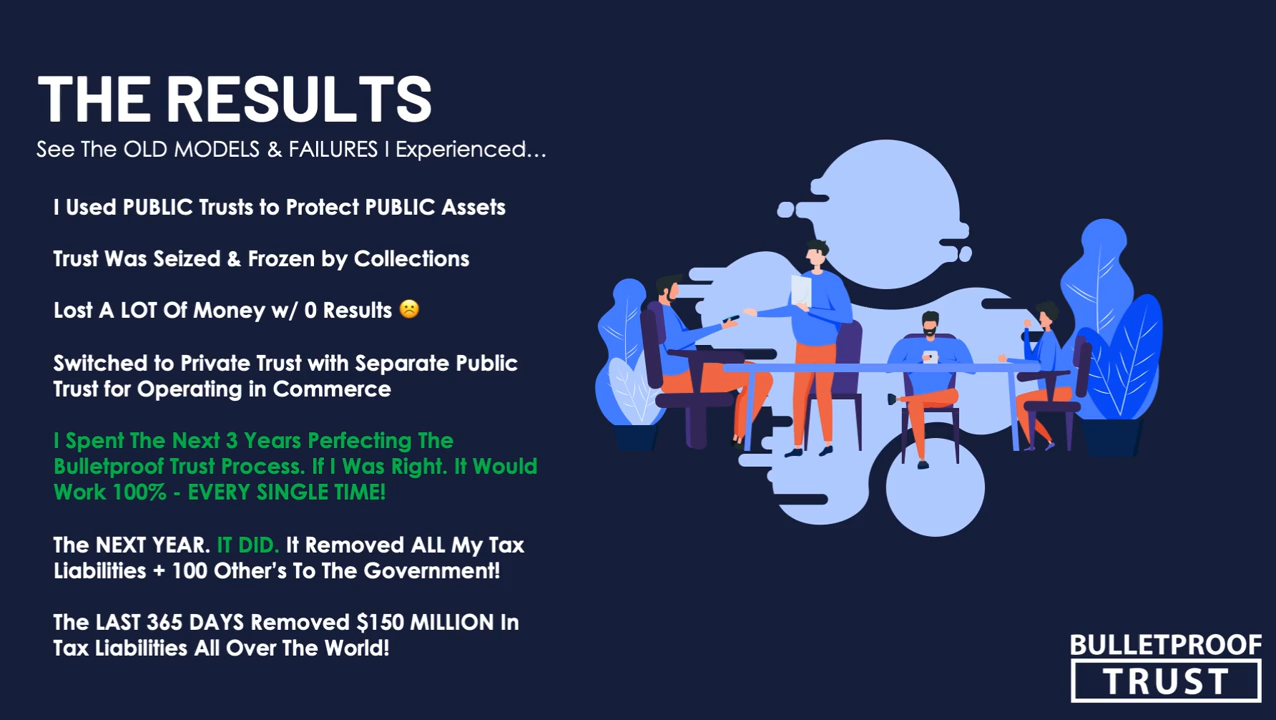 THE RESULTS
See The OLD MODELS & FAILURES I Experienced…
I Used PUBLIC Trusts to Protect PUBLIC Assets
Trust Was Seized & Frozen by Collections
Lost A LOT Of Money w/ 0 Results ☹️
Switched to Private Trust with Separate Public
Trust for Operating in Commerce
I Spent The Next 3 Years Perfecting The
Bulletproof Trust Process. If I Was Right. It Would
Work 100% - EVERY SINGLE TIME!
The NEXT YEAR. IT DID. It Removed ALL My Tax
Liabilities + 100 Other’s To The Government!
The LAST 365 DAYS Removed $150 MILLION In
Tax Liabilities All Over The World!
BULLETPROOF
TRUST